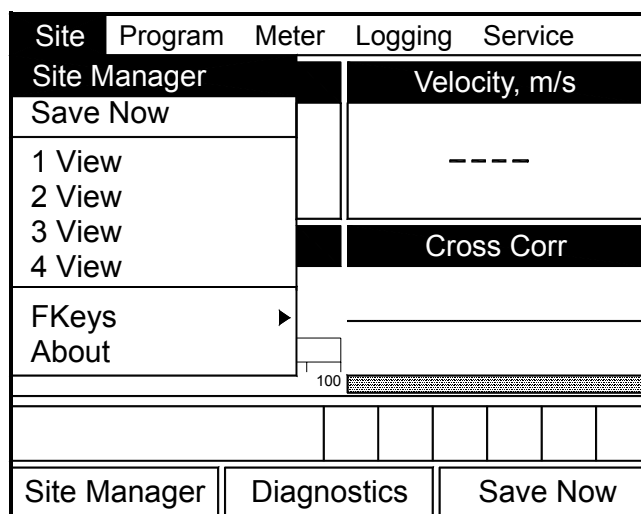 Site Program Meter Logging Service
Site Manager
Velocity, m/s
Save Now
1 View
----
2 View
3 View
4 View
Cross Corr
FKeys
About
100
Site Manager Diagnostics Save Now